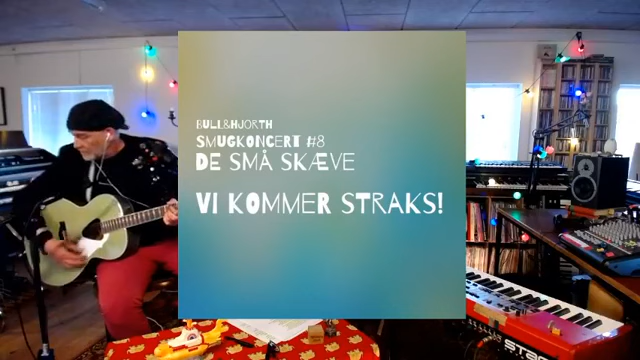 BULL&HJORTH
SMUGKONCERT #8
DE SMÅ SKÆVE
VI KOMMER STRAKS!